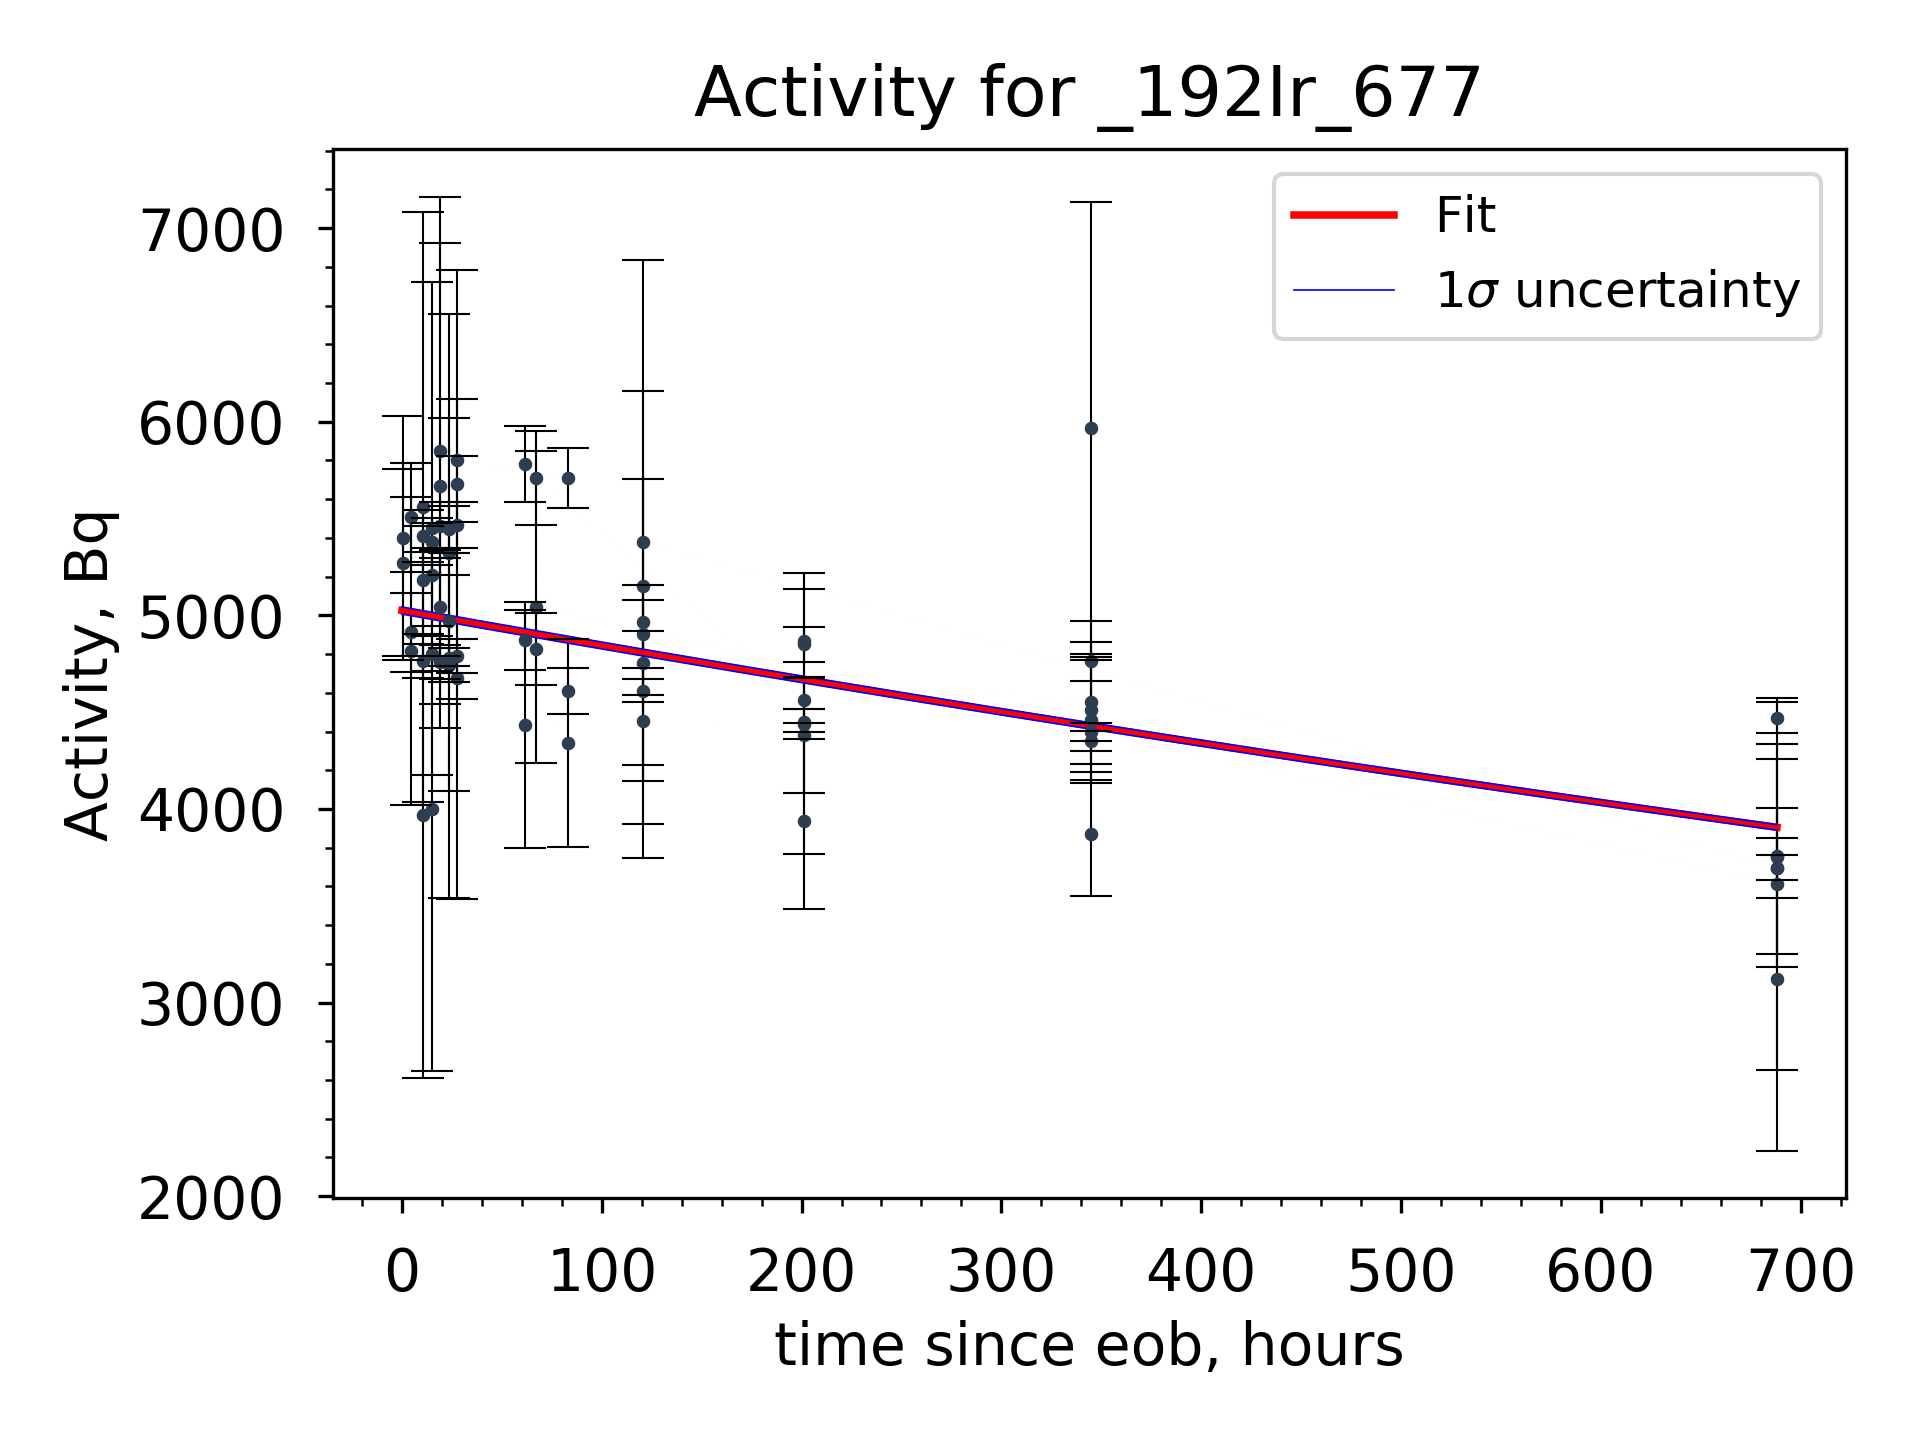 Activity for _192Ir_677
Fit
1σ uncertainty
Activity, Bq
7000
6000
5000
4000
3000
2000
0 100 200 300 400 500 600 700
time since eob, hours